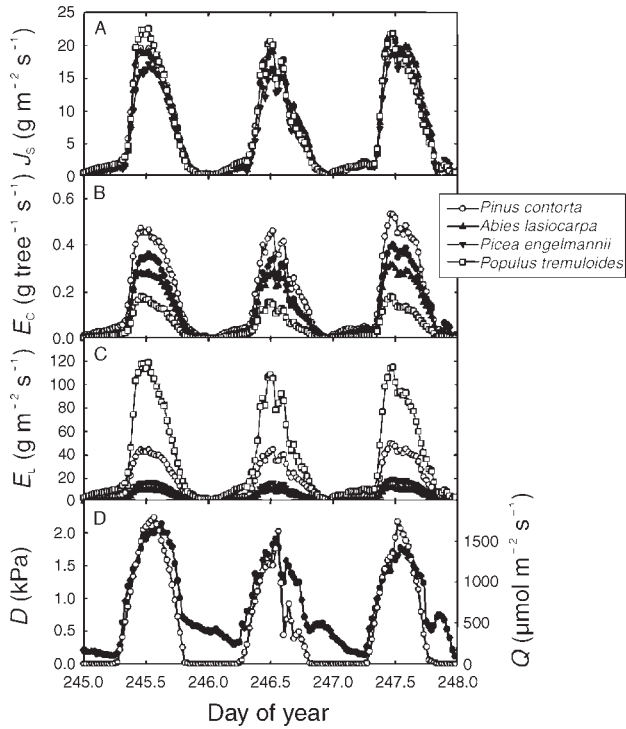 A
25
20
15
10
5
0
J_S (g m⁻² s⁻¹)
B
0.6
0.4
0.2
0.0
E_C (g tree⁻¹ s⁻¹)
Pinus contorta
Abies lasiocarpa
Picea engelmannii
Populus tremuloides
C
120
100
80
60
40
20
0
E_L (g m⁻² s⁻¹)
D
2.0
1.5
1.0
0.5
0.0
D (kPa)
1500
1000
500
0
Q (μmol m⁻² s⁻¹)
245.0 245.5 246.0 246.5 247.0 247.5 248.0
Day of year